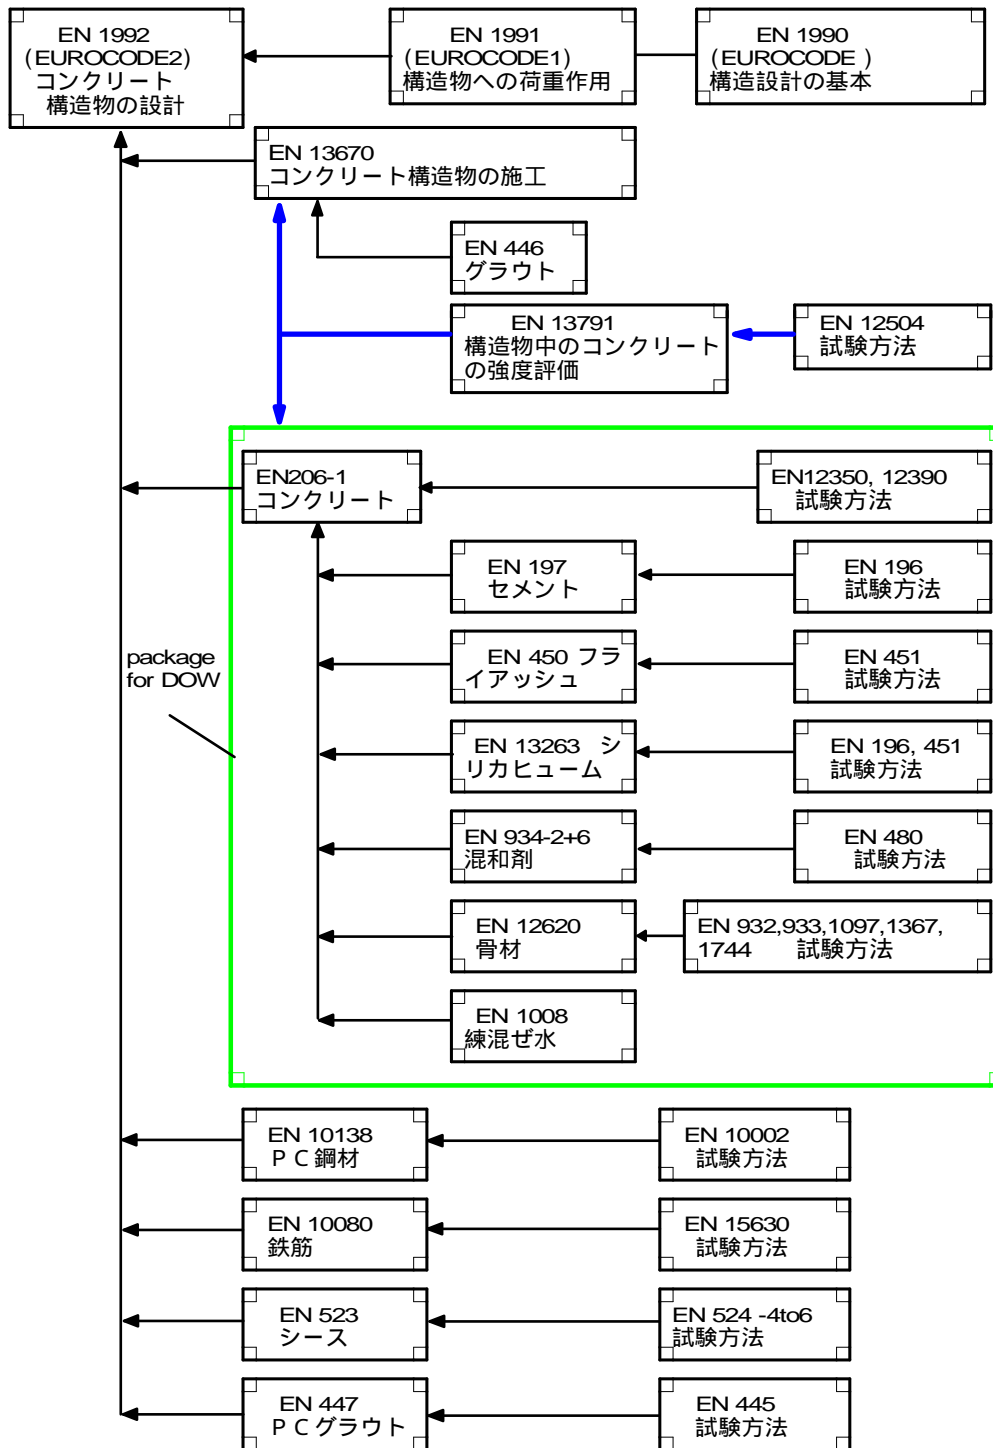 EN 1992
(EUROCODE2)
コンクリート
構造物の設計
EN 1991
(EUROCODE1)
構造物への荷重作用
EN 1990
(EUROCODE )
構造設計の基本
EN 13670
コンクリート構造物の施工
EN 446
グラウト
EN 13791
構造物中のコンクリート
の強度評価
EN 12504
試験方法
EN206-1
コンクリート
EN12350, 12390
試験方法
EN 197
セメント
EN 196
試験方法
package
for DOW
EN 450 フラ
イアッシュ
EN 451
試験方法
EN 13263 シ
リカヒューム
EN 196, 451
試験方法
EN 934-2+6
混和剤
EN 480
試験方法
EN 12620
骨材
EN 932,933,1097,1367,
1744 試験方法
EN 1008
練混ぜ水
EN 10138
ＰＣ鋼材
EN 10002
試験方法
EN 10080
鉄筋
EN 15630
試験方法
EN 523
シース
EN 524 -4to6
試験方法
EN 447
ＰＣグラウト
EN 445
試験方法